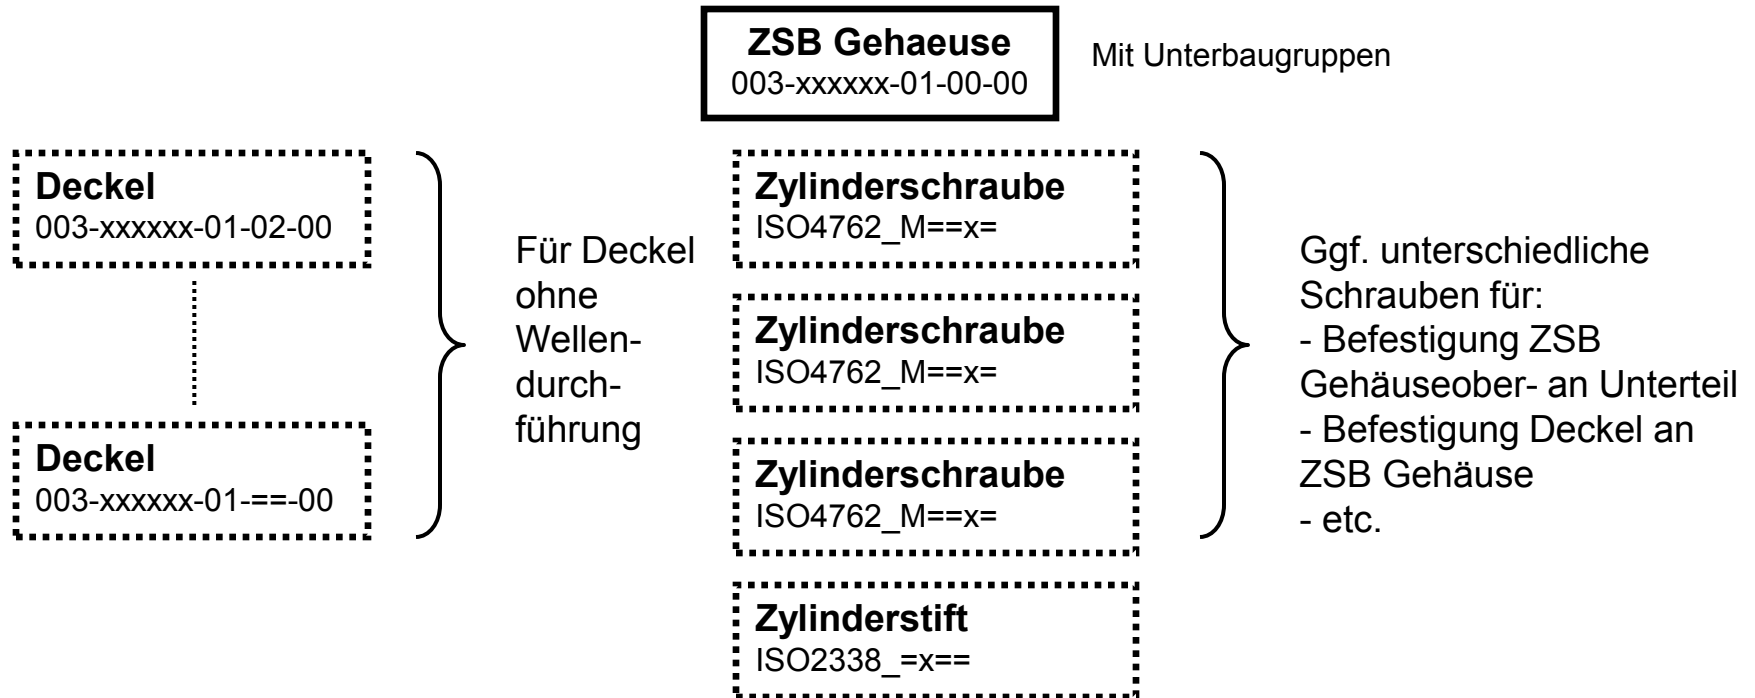 ZSB Gehaeuse
003-xxxxxx-01-00-00
Mit Unterbaugruppen
Deckel
003-xxxxxx-01-02-00
Deckel
003-xxxxxx-01-==-00
Für Deckel
ohne
Wellen-
durch-
führung
Zylinderschraube
ISO4762_M==x=
Zylinderschraube
ISO4762_M==x=
Zylinderschraube
ISO4762_M==x=
Zylinderstift
ISO2338_=x==
Ggf. unterschiedliche
Schrauben für:
- Befestigung ZSB
Gehäuseober- an Unterteil
- Befestigung Deckel an
ZSB Gehäuse
- etc.